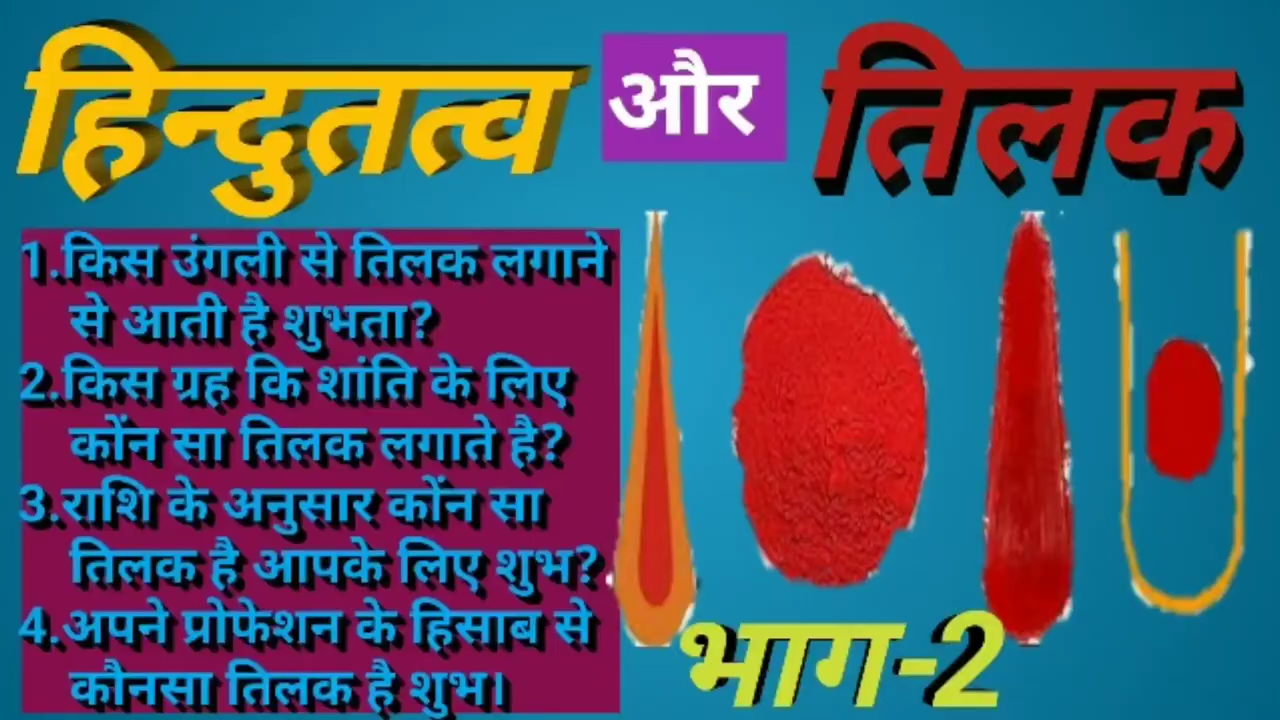 हिन्दुतत्व और तिलक
1.किस उंगली से तिलक लगाने
से आती है शुभता?
2.किस ग्रह कि शांति के लिए
कोंन सा तिलक लगाते है?
3.राशि के अनुसार कोंन सा
तिलक है आपके लिए शुभ?
4.अपने प्रोफेशन के हिसाब से
कौनसा तिलक है शुभ।
भाग-2